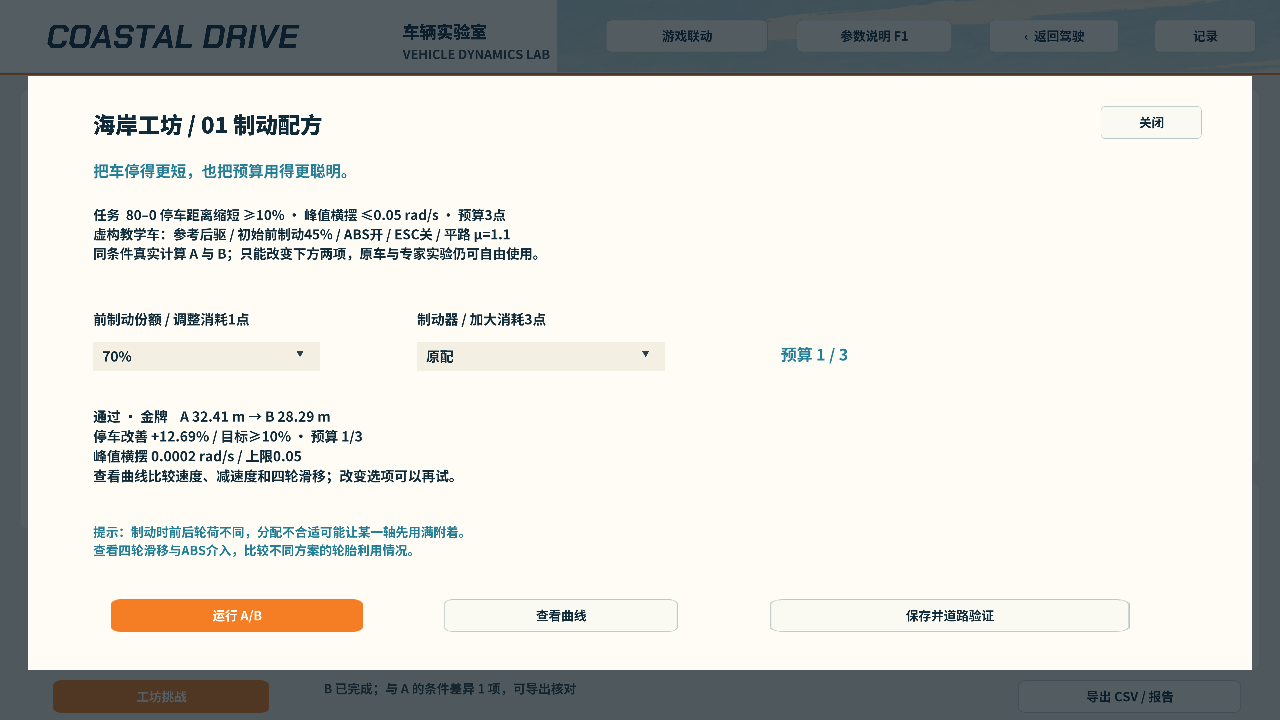 COASTAL DRIVE
车辆实验室
VEHICLE DYNAMICS LAB
游戏联动
参数说明 F1
‹ 返回驾驶
记录
海岸工坊 / 01 制动配方
关闭
把车停得更短，也把预算用得更聪明。
任务 80–0 停车距离缩短 ≥10% · 峰值横摆 ≤0.05 rad/s · 预算3点
虚构教学车：参考后驱 / 初始前制动45% / ABS开 / ESC关 / 平路 μ=1.1
同条件真实计算 A 与 B；只能改变下方两项，原车与专家实验仍可自由使用。
前制动份额 / 调整消耗1点
制动器 / 加大消耗3点
70% ▼
原配 ▼
预算 1 / 3
通过 · 金牌 A 32.41 m → B 28.29 m
停车改善 +12.69% / 目标≥10% · 预算 1/3
峰值横摆 0.0002 rad/s / 上限0.05
查看曲线比较速度、减速度和四轮滑移；改变选项可以再试。
提示：制动时前后轮荷不同，分配不合适可能让某一轴先用满附着。
查看四轮滑移与ABS介入，比较不同方案的轮胎利用情况。
运行 A/B
查看曲线
保存并道路验证
工坊挑战
B 已完成；与 A 的条件差异 1 项，可导出核对
导出 CSV / 报告